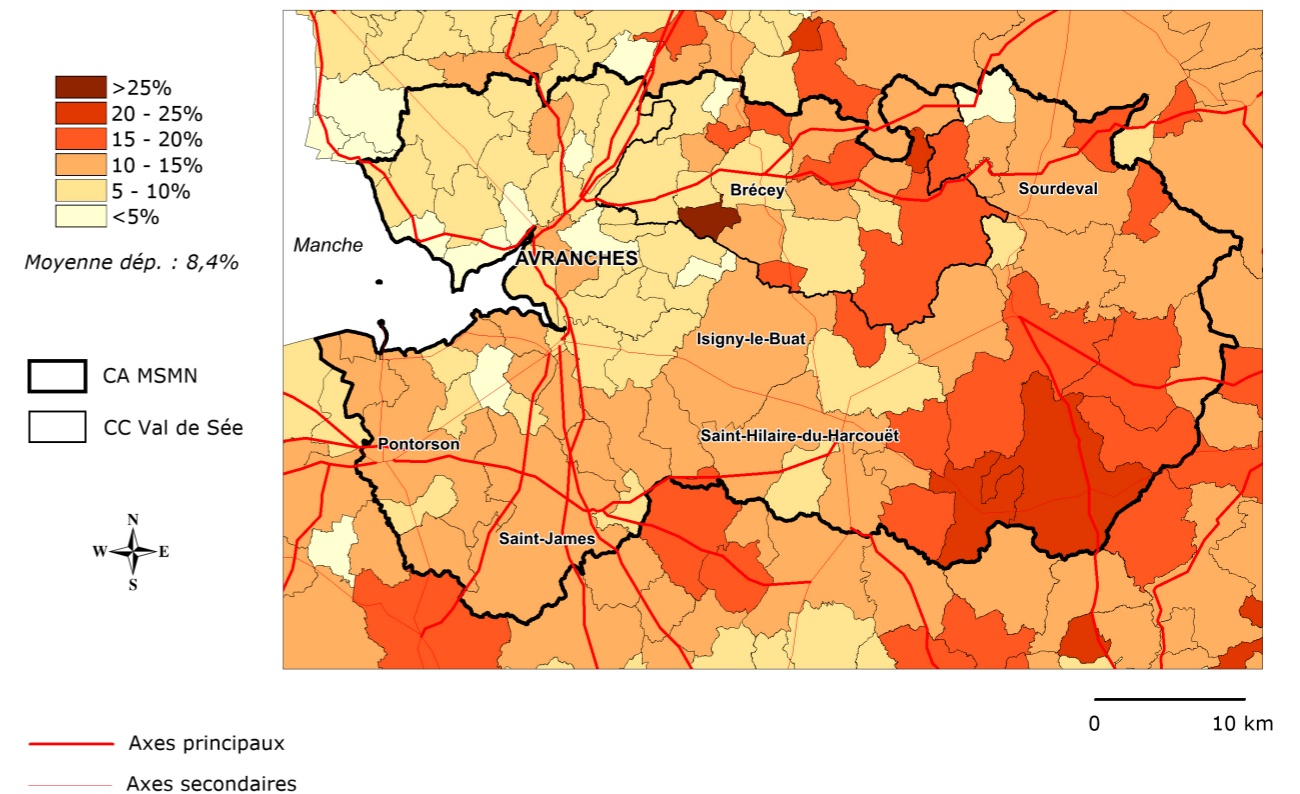 >25%
20 - 25%
15 - 20%
10 - 15%
5 - 10%
<5%
Moyenne dép. : 8,4%
CA MSMN
CC Val de Sée
N
W E
S
Manche
AVRANCHES
Brécey
Sourdeval
Isigny-le-Buat
Saint-Hilaire-du-Harcouët
Pontorson
Saint-James
0 10 km
Axes principaux
Axes secondaires